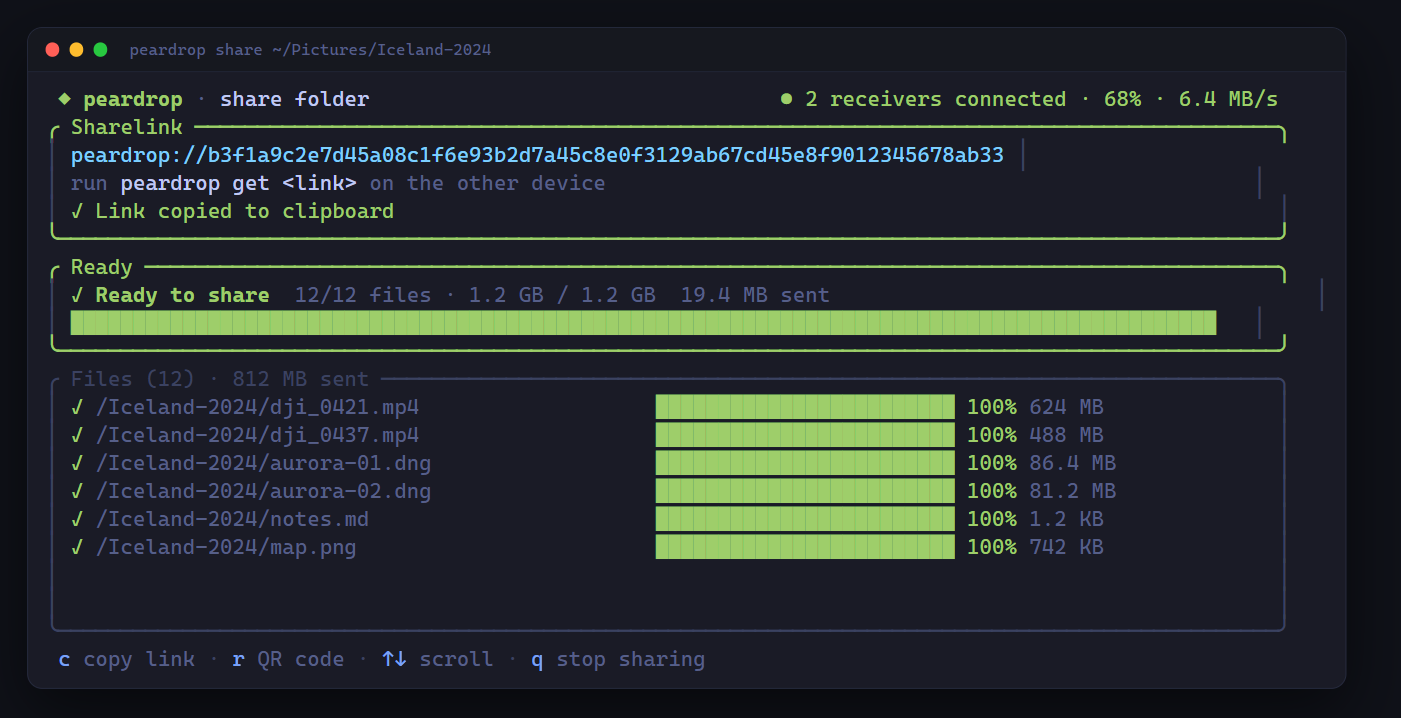 peardrop share ~/Pictures/Iceland-2024
◆ peardrop · share folder ● 2 receivers connected · 68% · 6.4 MB/s
Sharelink
peardrop://b3f1a9c2e7d45a08c1f6e93b2d7a45c8e0f3129ab67cd45e8f9012345678ab33
run peardrop get <link> on the other device
✓ Link copied to clipboard
Ready
✓ Ready to share 12/12 files · 1.2 GB / 1.2 GB 19.4 MB sent
Files (12) · 812 MB sent
✓ /Iceland-2024/dji_0421.mp4 100% 624 MB
✓ /Iceland-2024/dji_0437.mp4 100% 488 MB
✓ /Iceland-2024/aurora-01.dng 100% 86.4 MB
✓ /Iceland-2024/aurora-02.dng 100% 81.2 MB
✓ /Iceland-2024/notes.md 100% 1.2 KB
✓ /Iceland-2024/map.png 100% 742 KB
c copy link · r QR code · ↑↓ scroll · q stop sharing